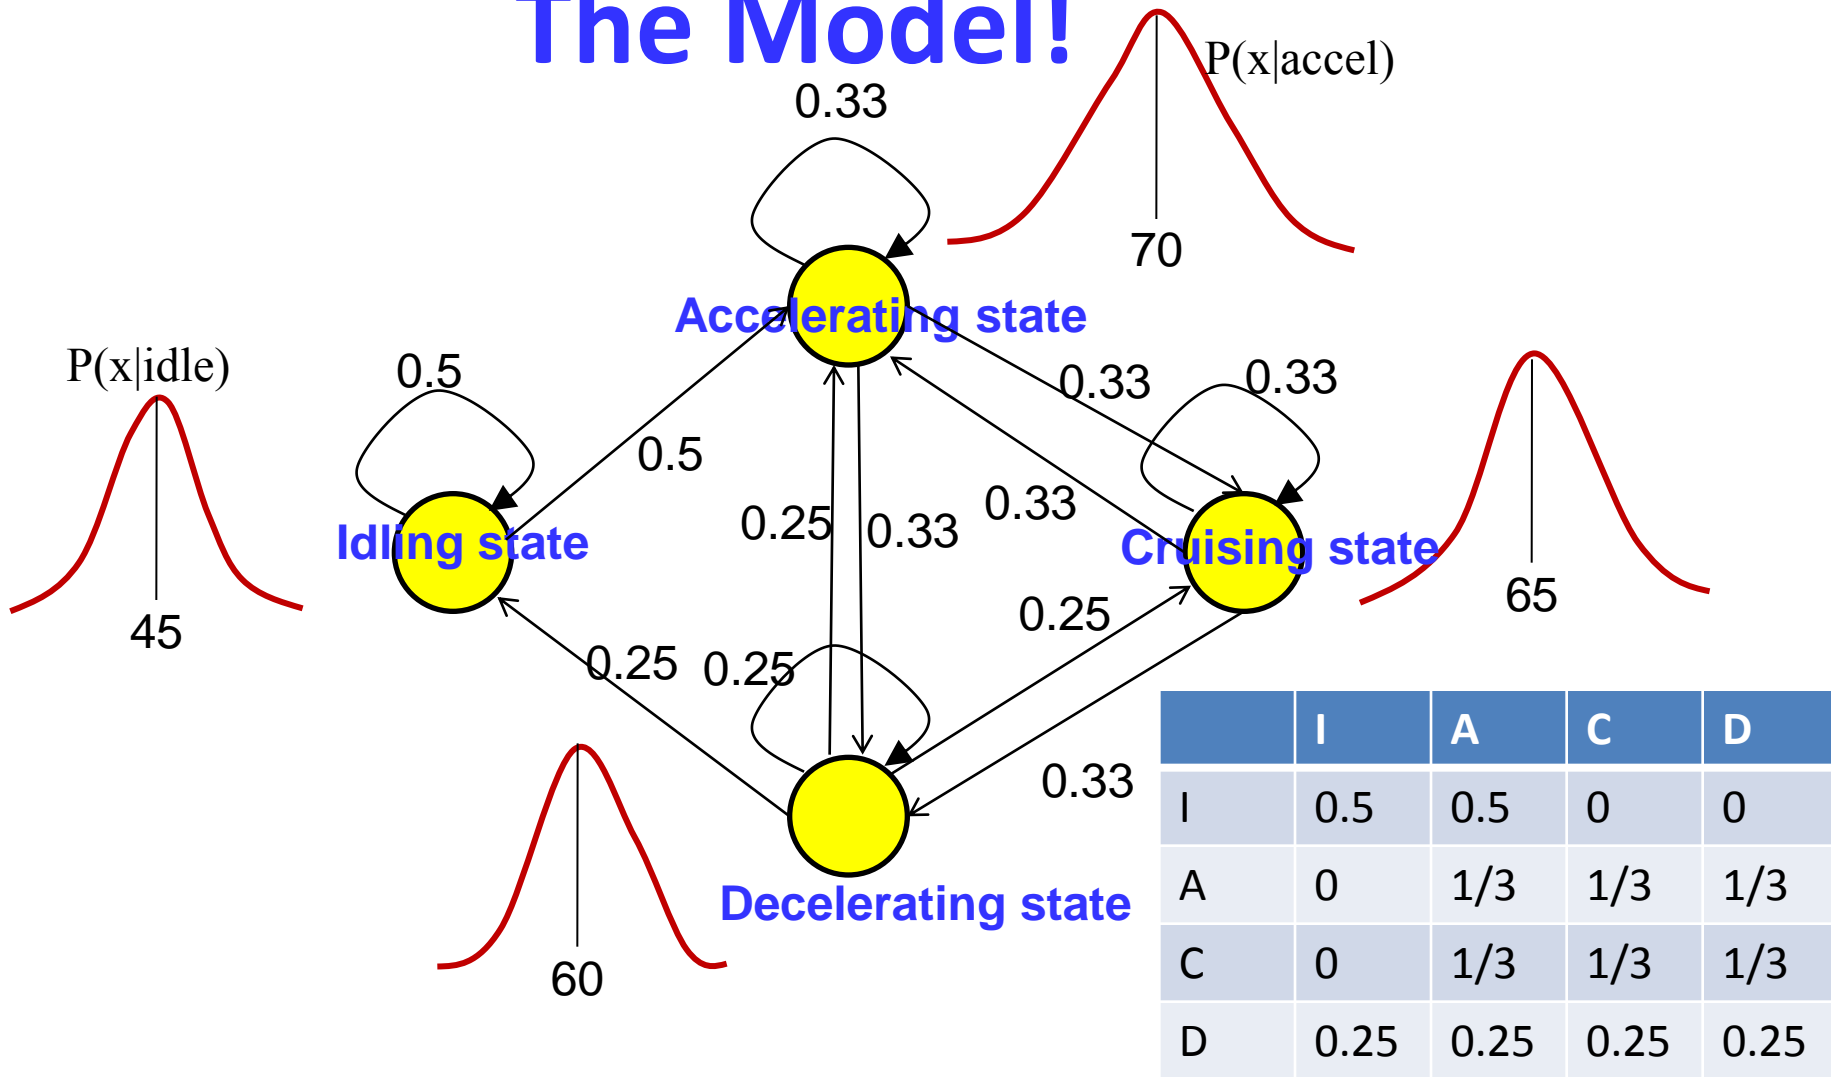 The Model!
P(x|accel)
0.33
70
Accelerating state
P(x|idle)
0.5
0.33
0.33
0.5
0.25
0.33
0.33
Idling state
Cruising state
45
65
0.25
0.25
0.25
0.33
60
Decelerating state
I A C D
I 0.5 0.5 0 0
A 0 1/3 1/3 1/3
C 0 1/3 1/3 1/3
D 0.25 0.25 0.25 0.25